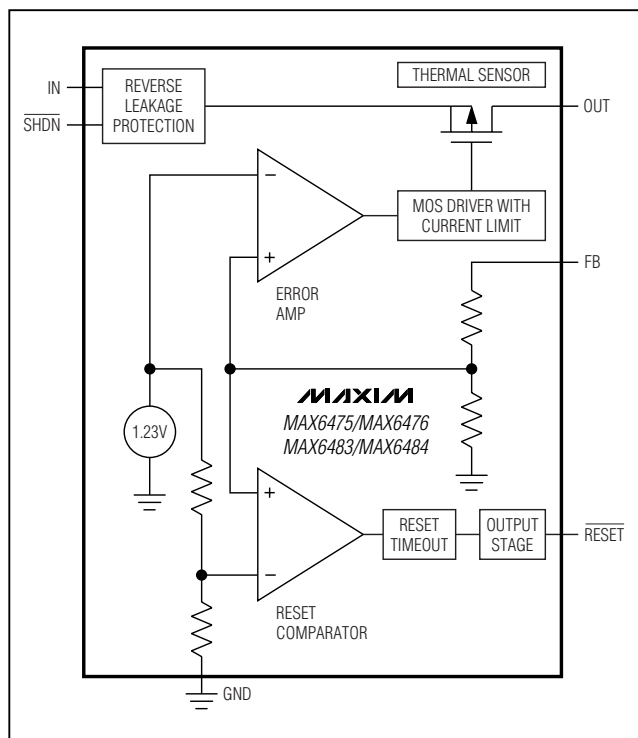 IN
SHDN
REVERSE
LEAKAGE
PROTECTION
THERMAL SENSOR
OUT
MOS DRIVER WITH
CURRENT LIMIT
−
+
ERROR
AMP
FB
1.23V
MAXIM
MAX6475/MAX6476
MAX6483/MAX6484
+
−
RESET
COMPARATOR
RESET
TIMEOUT
OUTPUT
STAGE
RESET
GND